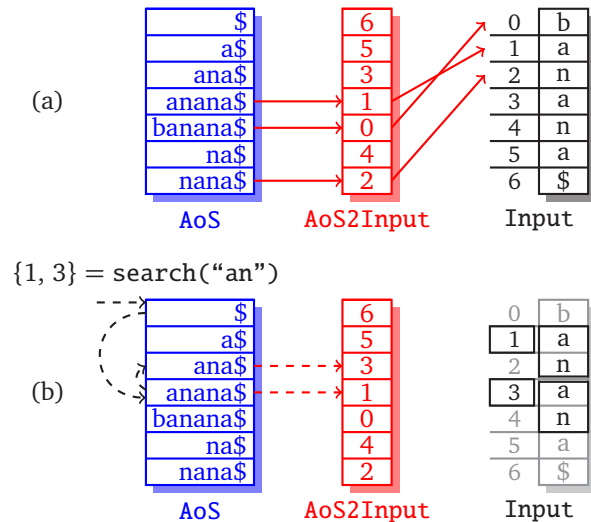 (a)
$ 6 0 b
a$ 5 1 a
ana$ 3 2 n
anana$ 1 3 a
banana$ 0 4 n
na$ 4 5 a
nana$ 2 6 $
AoS AoS2Input Input
{1, 3} = search(“an”)
(b)
$ 6 0 b
a$ 5 1 a
ana$ 3 2 n
anana$ 1 3 a
banana$ 0 4 n
na$ 4 5 a
nana$ 2 6 $
AoS AoS2Input Input